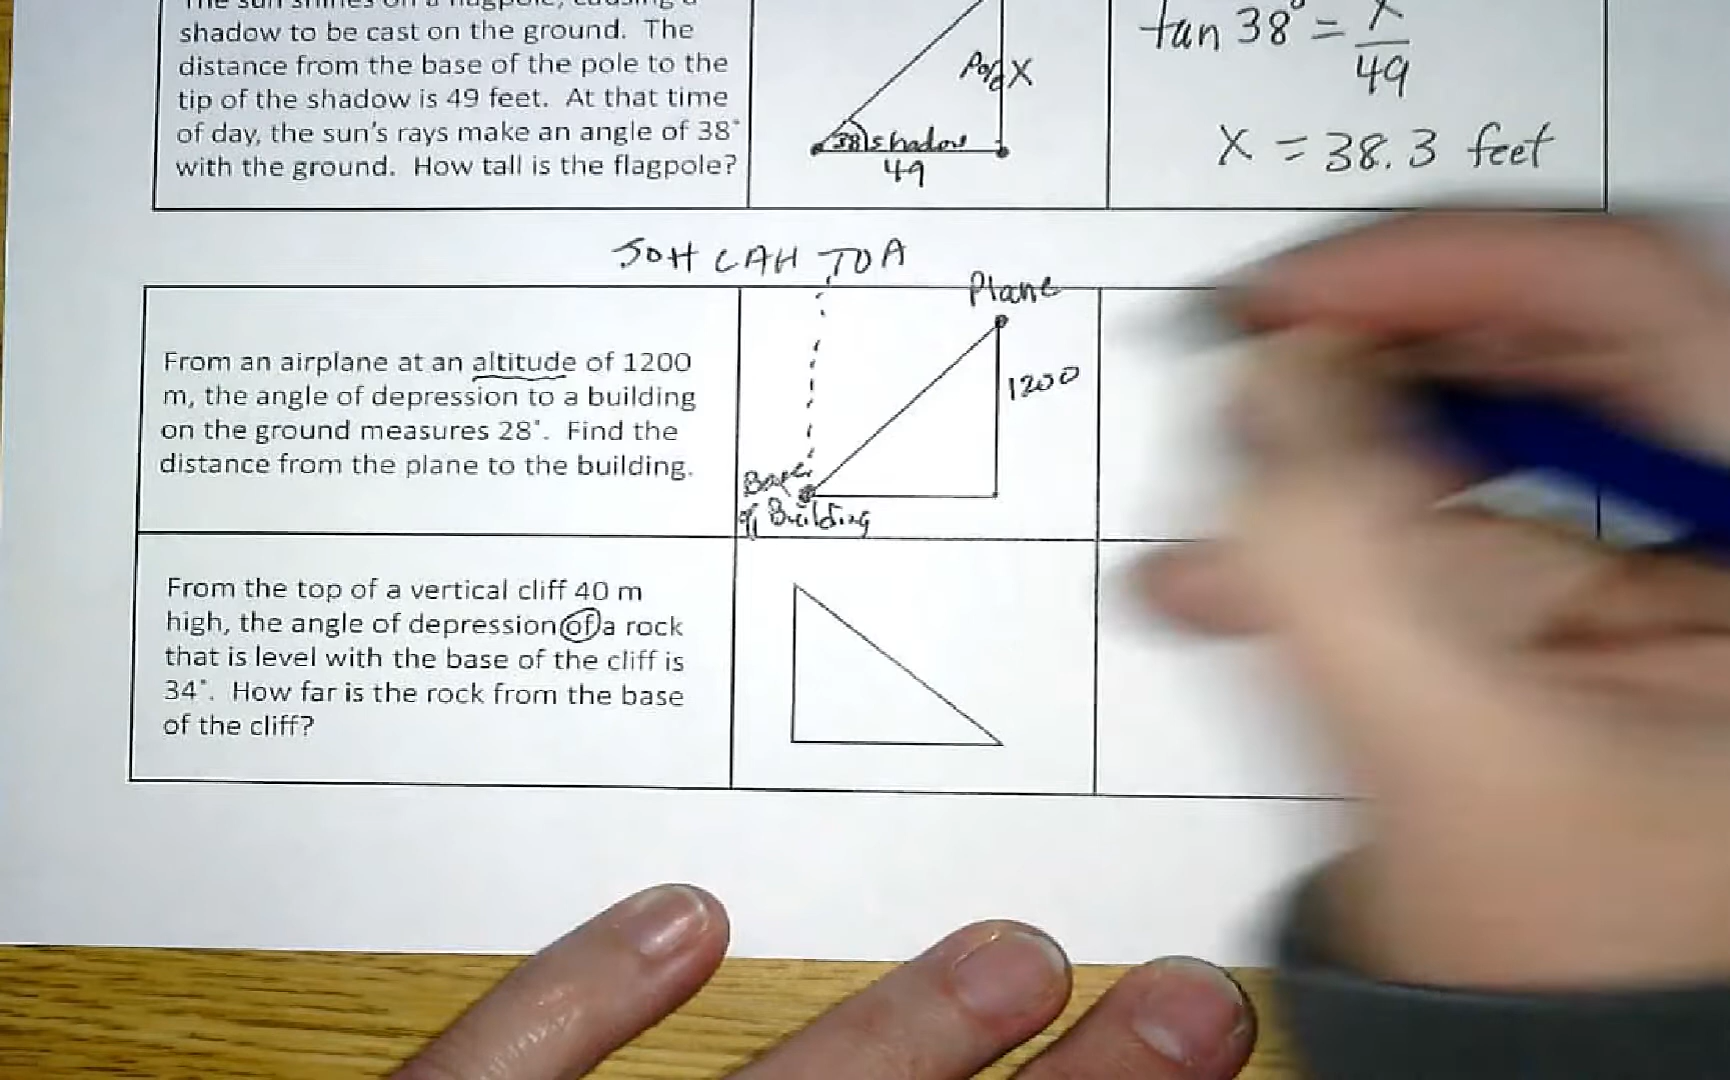 The sun shines on a flagpole, causing a
shadow to be cast on the ground. The
distance from the base of the pole to the
tip of the shadow is 49 feet. At that time
of day, the sun's rays make an angle of 38°
with the ground. How tall is the flagpole?
Pole X
38 shadow
49
tan 38° = x
49
x = 38.3 feet
SOH CAH TOA
From an airplane at an altitude of 1200
m, the angle of depression to a building
on the ground measures 28°. Find the
distance from the plane to the building.
Plane
1200
Base
of Building
From the top of a vertical cliff 40 m
high, the angle of depression of a rock
that is level with the base of the cliff is
34°. How far is the rock from the base
of the cliff?